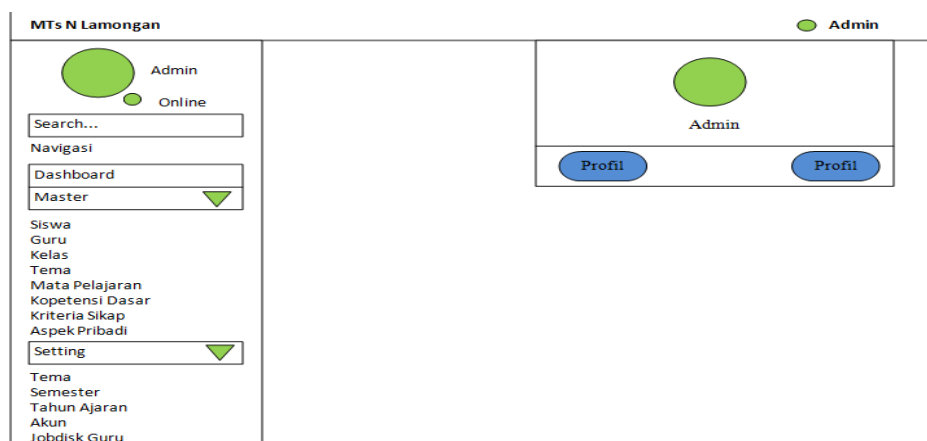 MTs N Lamongan
Admin
Admin
Online
Search...
Navigasi
Dashboard
Master
Siswa
Guru
Kelas
Tema
Mata Pelajaran
Kopetensi Dasar
Kriteria Sikap
Aspek Pribadi
Setting
Tema
Semester
Tahun Ajaran
Akun
Jobdisk Guru
Admin
Profil
Profil